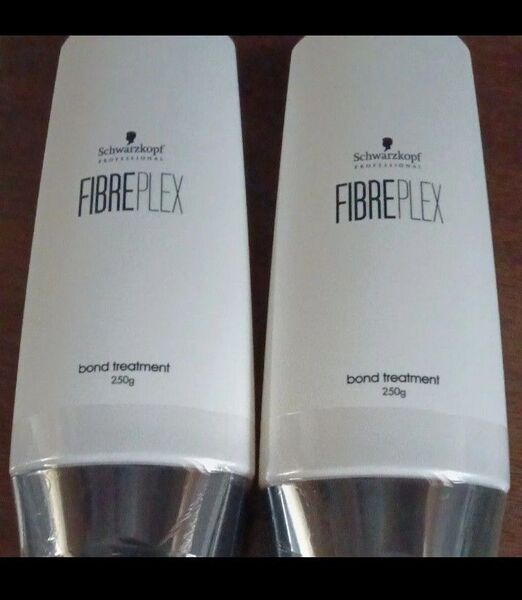 Schwarzkopf
PROFESSIONAL
FIBREPLEX
bond treatment
250g
Schwarzkopf
PROFESSIONAL
FIBREPLEX
bond treatment
250g